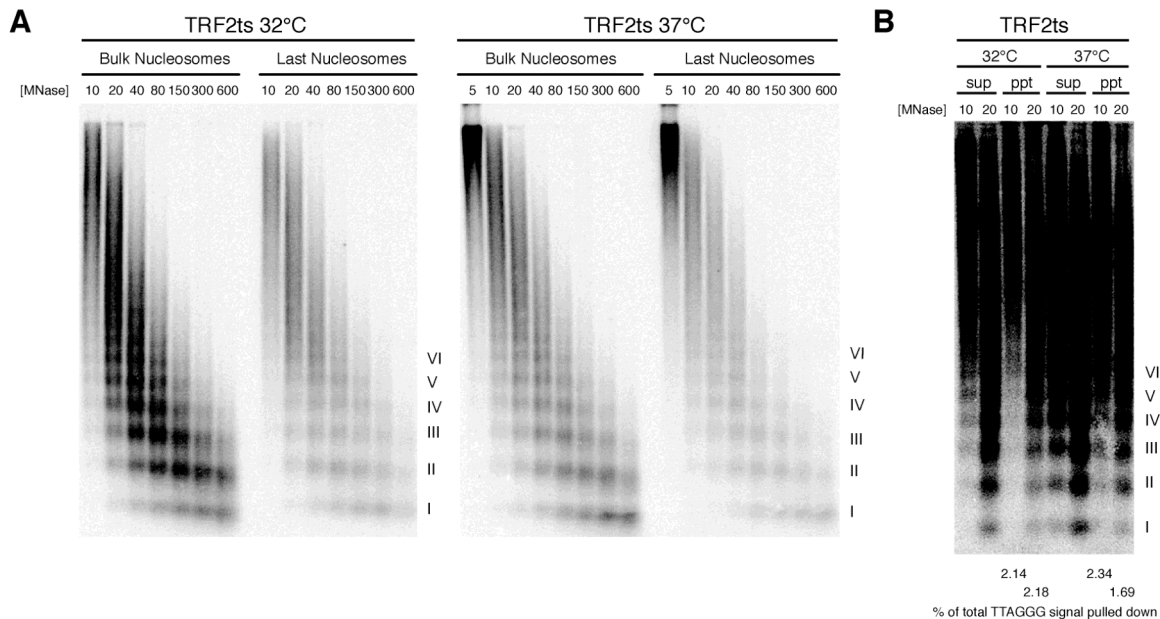 A
TRF2ts 32°C
TRF2ts 37°C
Bulk Nucleosomes
Last Nucleosomes
Bulk Nucleosomes
Last Nucleosomes
[MNase] 10 20 40 80 150 300 600 10 20 40 80 150 300 600 5 10 20 40 80 150 300 600 5 10 20 40 80 150 300 600
VI
V
IV
III
II
I
VI
V
IV
III
II
I
B
TRF2ts
32°C 37°C
sup ppt sup ppt
[MNase] 10 20 10 20 10 20 10 20
VI
V
IV
III
II
I
2.14 2.34
2.18 1.69
% of total TTAGGG signal pulled down